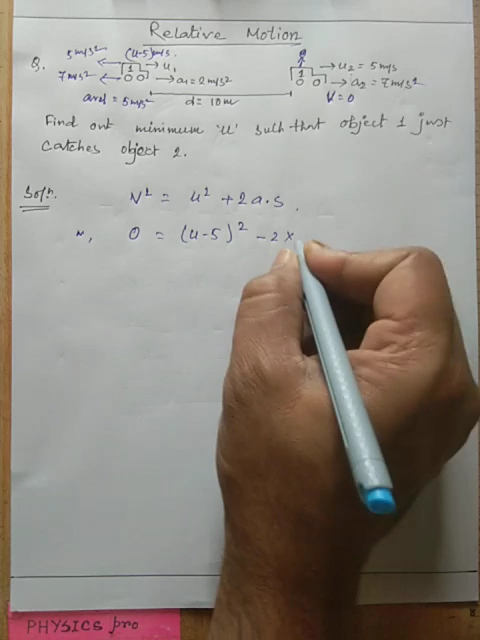 Relative Motion
5m/s² (u-5)m/s.
Q. 1 → u₁ 1 → u₂ = 5m/s
7m/s² → a₁ = 2m/s² → a₂ = 7m/s²
arel = 5m/s² d = 10m V = 0
Find out minimum 'u' such that object 1 just
catches object 2.
Solⁿ. V² = u² + 2a.s.
0 = (u-5)² - 2x
PHYSICS pro